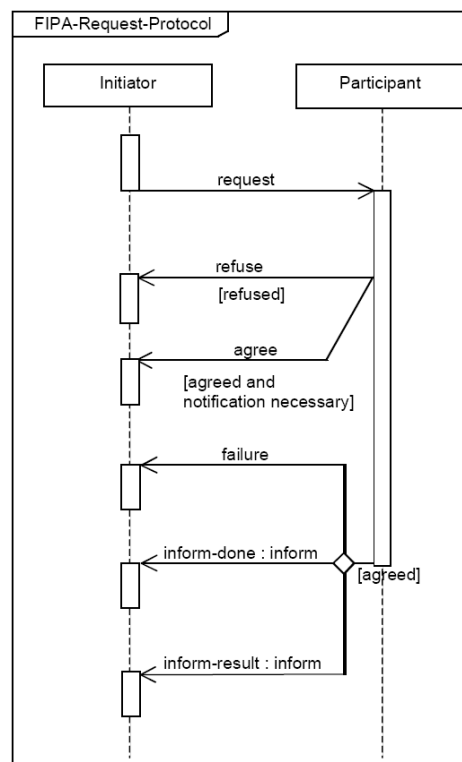 FIPA-Request-Protocol
Initiator
Participant
request
refuse
[refused]
agree
[agreed and
notification necessary]
failure
inform-done : inform
[agreed]
inform-result : inform